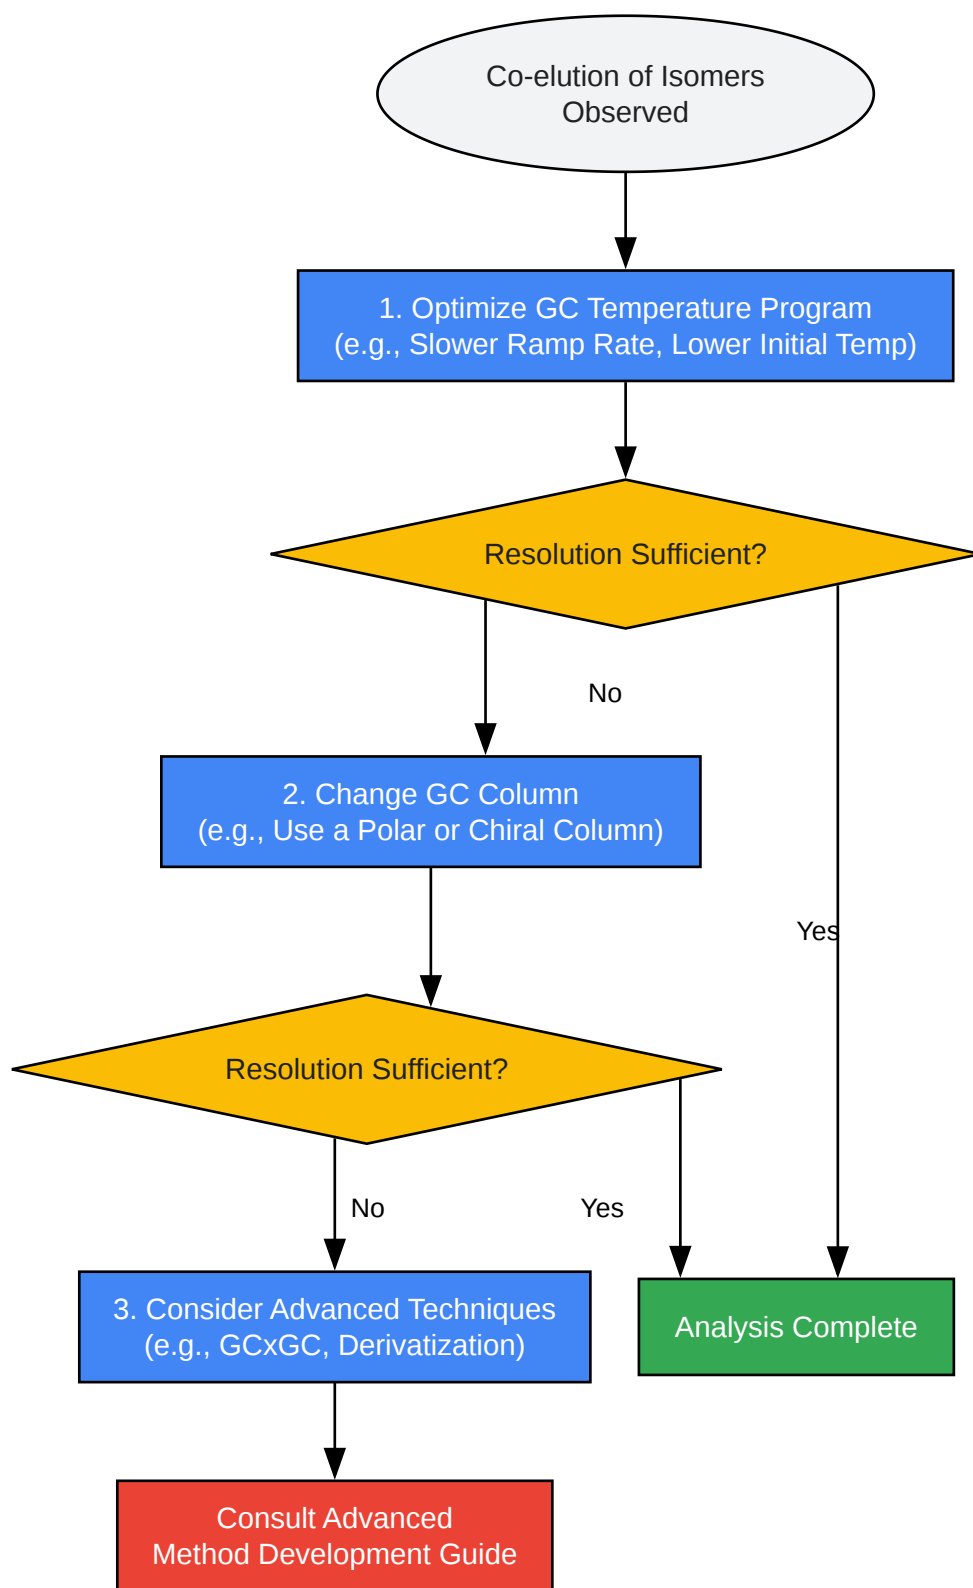 Co-elution of Isomers
Observed
1. Optimize GC Temperature Program
(e.g., Slower Ramp Rate, Lower Initial Temp)
Resolution Sufficient?
No
2. Change GC Column
(e.g., Use a Polar or Chiral Column)
Yes
Resolution Sufficient?
No
Yes
3. Consider Advanced Techniques
(e.g., GCxGC, Derivatization)
Analysis Complete
Consult Advanced
Method Development Guide